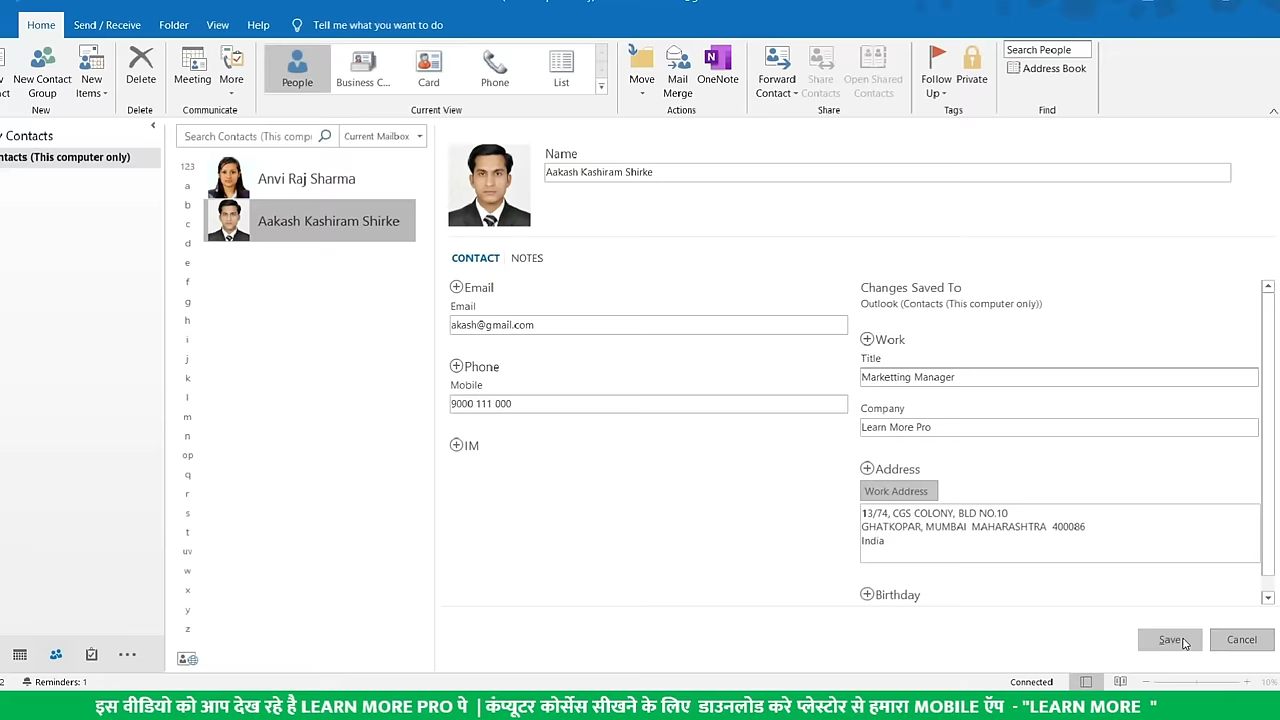 Home Send / Receive Folder View Help Tell me what you want to do
New Contact Group
New Items
New
Delete
Delete
Meeting
More
Communicate
People
Business C...
Card
Phone
List
Current View
Move
Mail Merge
OneNote
Actions
Forward Contact
Share Contacts
Open Shared Contacts
Share
Follow Up
Private
Tags
Search People
Address Book
Find
Contacts
ntacts (This computer only)
Search Contacts (This compu
Current Mailbox
123
a
b
c
d
e
f
g
h
i
j
k
l
m
n
op
q
r
s
t
uv
w
x
y
z
Anvi Raj Sharma
Aakash Kashiram Shirke
Name
Aakash Kashiram Shirke
CONTACT NOTES
Email
Email
akash@gmail.com
Phone
Mobile
9000 111 000
IM
Changes Saved To
Outlook (Contacts (This computer only))
Work
Title
Marketting Manager
Company
Learn More Pro
Address
Work Address
13/74, CGS COLONY, BLD NO.10
GHATKOPAR, MUMBAI MAHARASHTRA 400086
India
Birthday
Save Cancel
2 Reminders: 1
Connected
10%
इस वीडियो को आप देख रहे है LEARN MORE PRO पे | कंप्यूटर कोर्सेस सीखने के लिए डाउनलोड करे प्लेस्टोर से हमारा MOBILE ऍप - "LEARN MORE "